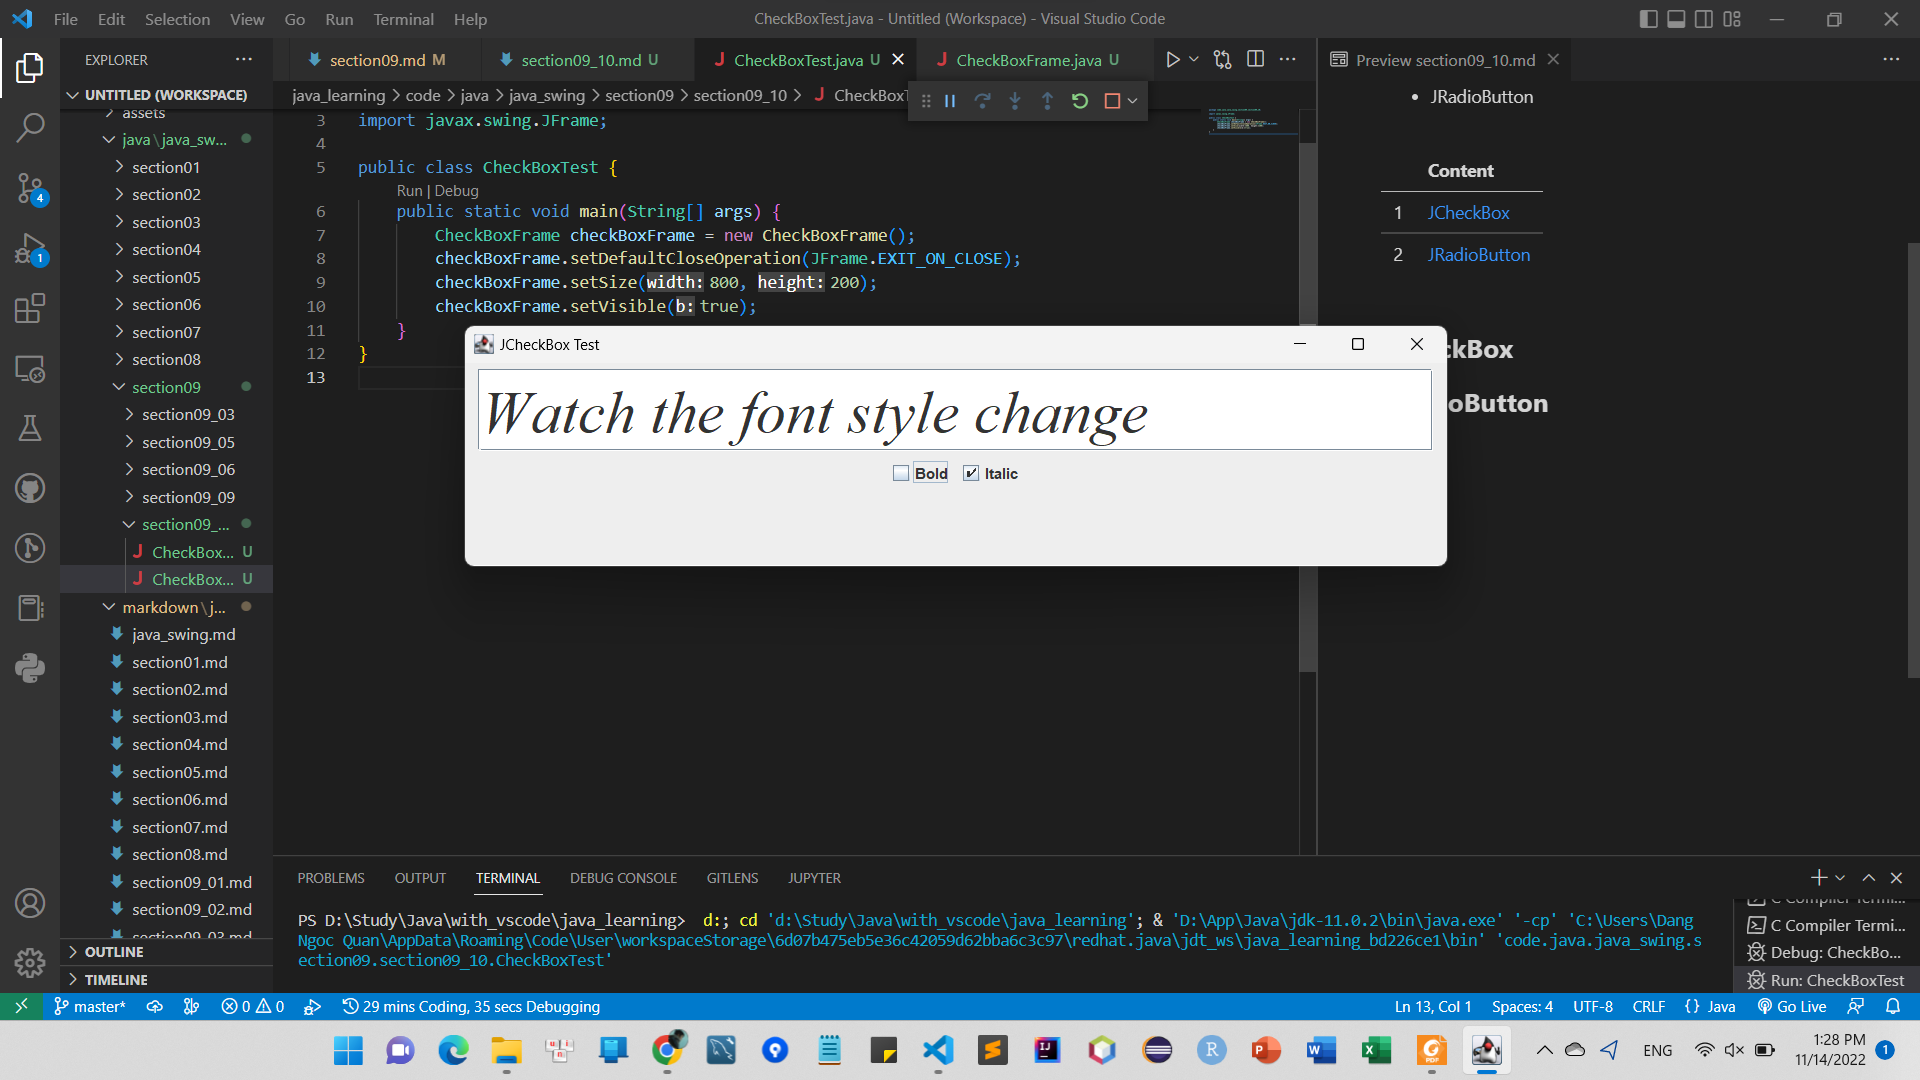 File Edit Selection View Go Run Terminal Help
CheckBoxTest.java - Untitled (Workspace) - Visual Studio Code
EXPLORER
UNTITLED (WORKSPACE)
assets
java\java_sw...
section01
section02
section03
section04
section05
section06
section07
section08
section09
section09_03
section09_05
section09_06
section09_09
section09_...
J CheckBox... U
J CheckBox... U
markdown\j...
java_swing.md
section01.md
section02.md
section03.md
section04.md
section05.md
section06.md
section07.md
section08.md
section09_01.md
section09_02.md
section09_03.md
OUTLINE
TIMELINE
4
1
section09.md M
section09_10.md U
J CheckBoxTest.java U
J CheckBoxFrame.java U
java_learning > code > java > java_swing > section09 > section09_10 > J CheckBoxT
3 import javax.swing.JFrame;
4
5 public class CheckBoxTest {
Run | Debug
6 public static void main(String[] args) {
7 CheckBoxFrame checkBoxFrame = new CheckBoxFrame();
8 checkBoxFrame.setDefaultCloseOperation(JFrame.EXIT_ON_CLOSE);
9 checkBoxFrame.setSize(width: 800, height: 200);
10 checkBoxFrame.setVisible(b: true);
11 }
12 }
13
JCheckBox Test
Watch the font style change
Bold Italic
Preview section09_10.md
• JRadioButton
Content
1 JCheckBox
2 JRadioButton
ckBox
oButton
PROBLEMS OUTPUT TERMINAL DEBUG CONSOLE GITLENS JUPYTER
PS D:\Study\Java\with_vscode\java_learning> d:; cd 'd:\Study\Java\with_vscode\java_learning'; & 'D:\App\Java\jdk-11.0.2\bin\java.exe' '-cp' 'C:\Users\Dang
Ngoc Quan\AppData\Roaming\Code\User\workspaceStorage\6d07b475eb5e36c42059d62bba6c3c97\redhat.java\jdt_ws\java_learning_bd226ce1\bin' 'code.java.java_swing.s
ection09.section09_10.CheckBoxTest'
C Compiler Termi...
C Compiler Termi...
Debug: CheckBo...
Run: CheckBoxTest
master* 0 0 29 mins Coding, 35 secs Debugging
Ln 13, Col 1 Spaces: 4 UTF-8 CRLF {} Java Go Live
ENG
1:28 PM
11/14/2022
1